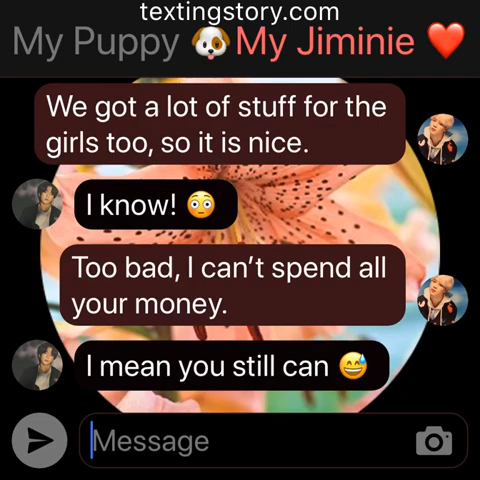 textingstory.com
My Puppy 🐶 My Jiminie ❤️
We got a lot of stuff for the
girls too, so it is nice.
I know! 😳
Too bad, I can’t spend all
your money.
I mean you still can 😅
Message